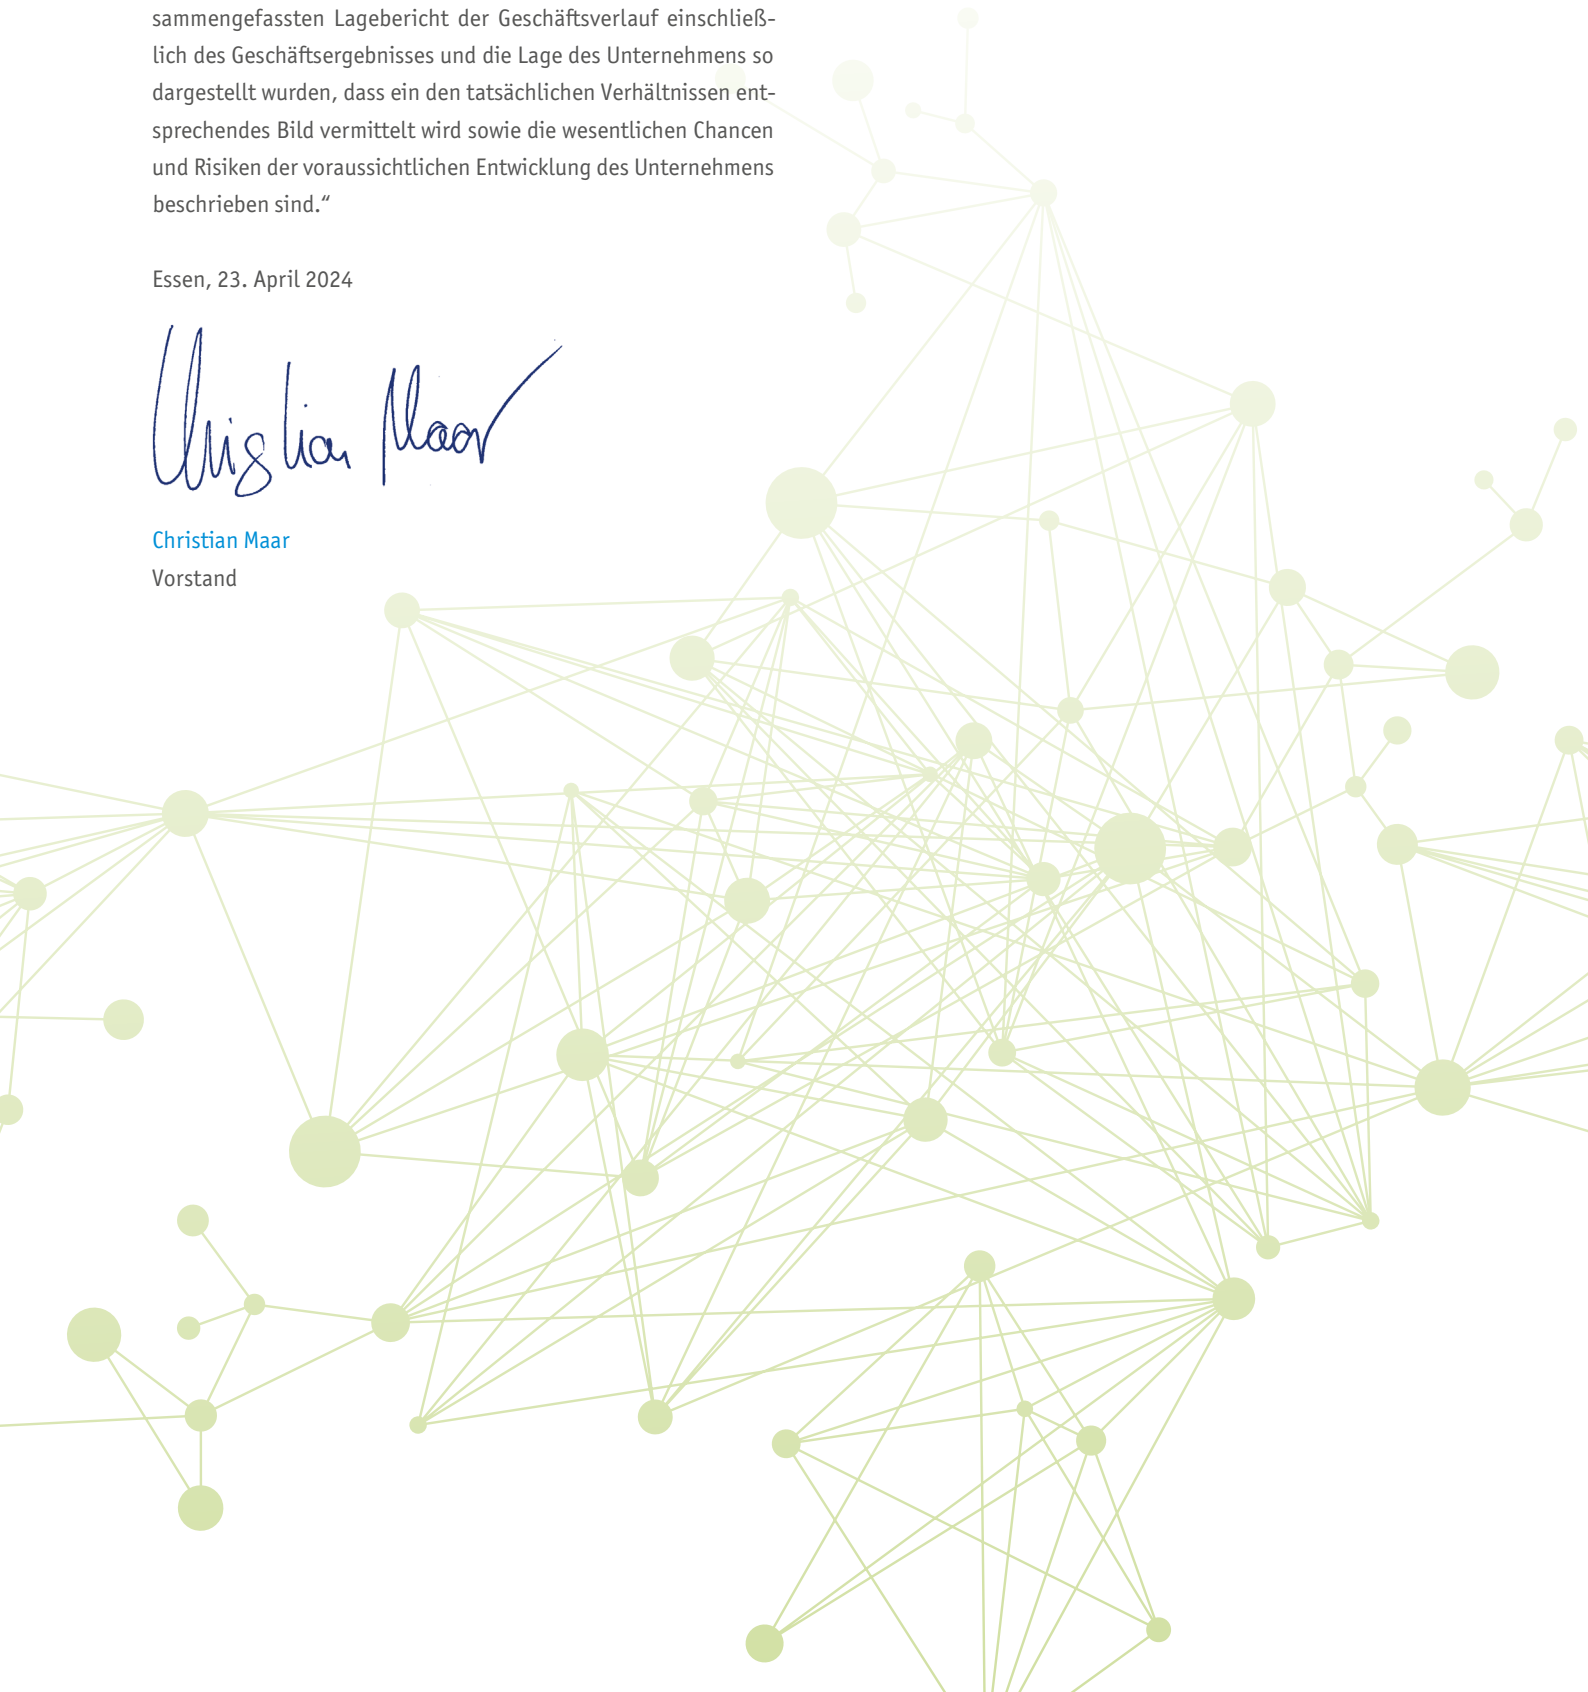 sammengefassten Lagebericht der Geschäftsverlauf einschließ-
lich des Geschäftsergebnisses und die Lage des Unternehmens so
dargestellt wurden, dass ein den tatsächlichen Verhältnissen ent-
sprechendes Bild vermittelt wird sowie die wesentlichen Chancen
und Risiken der voraussichtlichen Entwicklung des Unternehmens
beschrieben sind.“
Essen, 23. April 2024
Christian Maar
Christian Maar
Vorstand